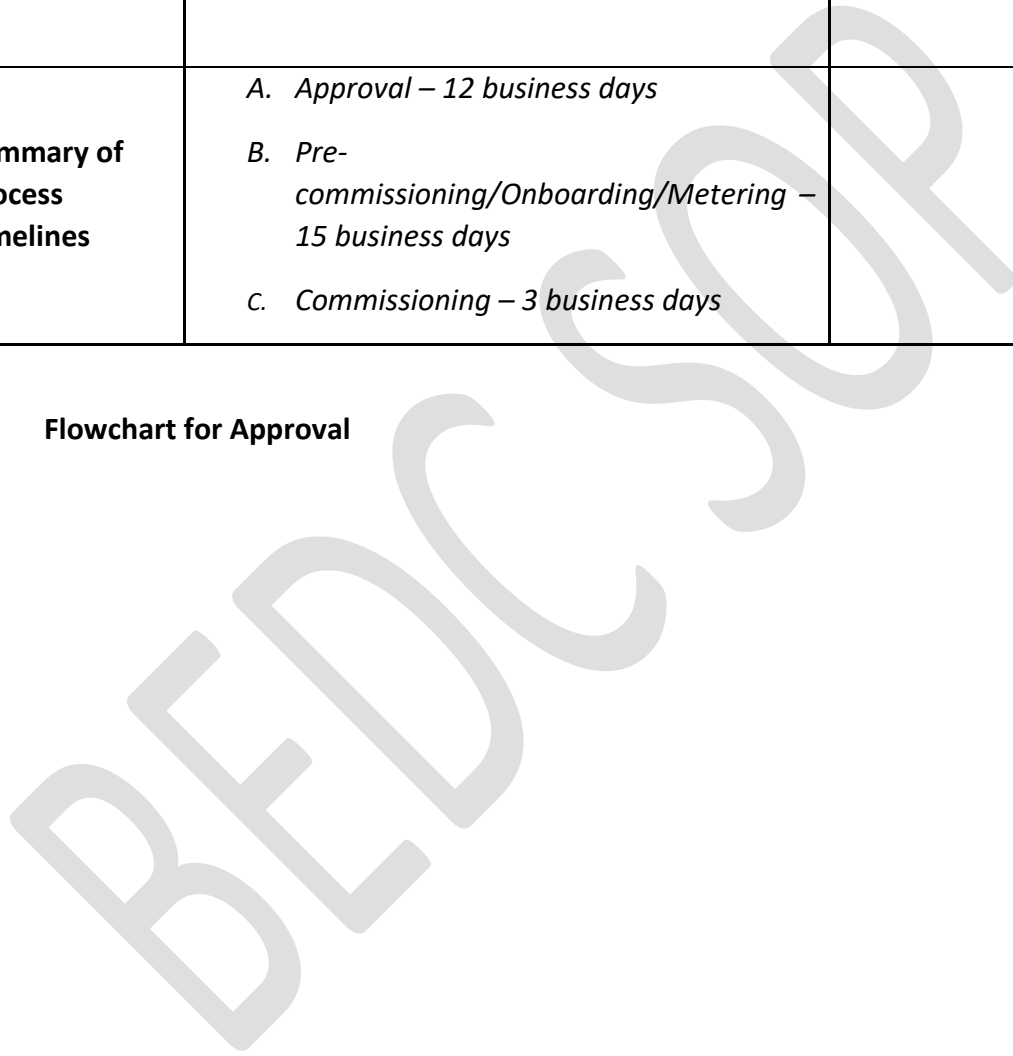 A. Approval – 12 business days
mmary of
ocess
melines
B. Pre-
commissioning/Onboarding/Metering –
15 business days
C. Commissioning – 3 business days
Flowchart for Approval
BEDC SOP